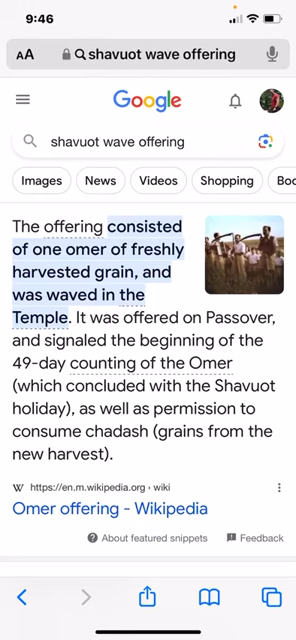 9:46
AA shavuot wave offering
Google
shavuot wave offering
Images News Videos Shopping Boo
The offering consisted
of one omer of freshly
harvested grain, and
was waved in the
Temple. It was offered on Passover,
and signaled the beginning of the
49-day counting of the Omer
(which concluded with the Shavuot
holiday), as well as permission to
consume chadash (grains from the
new harvest).
W https://en.m.wikipedia.org › wiki
Omer offering - Wikipedia
About featured snippets Feedback